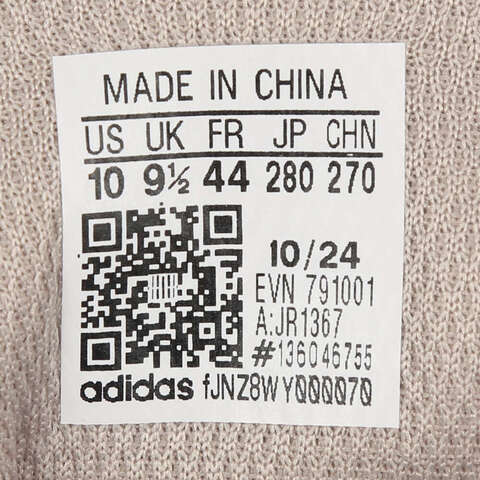 MADE IN CHINA
US UK FR JP CHN
10 9½ 44 280 270
10/24
EVN 791001
A:JR1367
#136046755
adidas fJNZ8WY000070